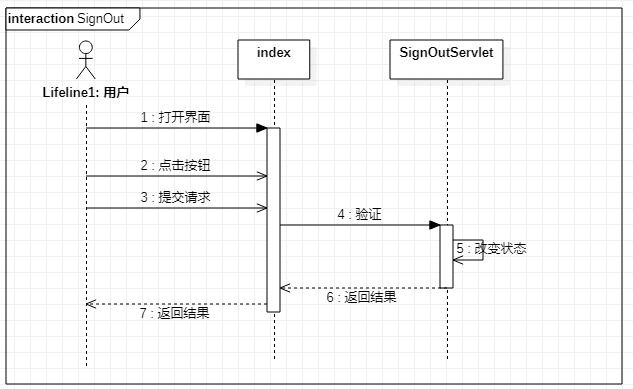 interaction SignOut
index
SignOutServlet
Lifeline1: 用户
1 : 打开界面
2 : 点击按钮
3 : 提交请求
4 : 验证
5 : 改变状态
6 : 返回结果
7 : 返回结果